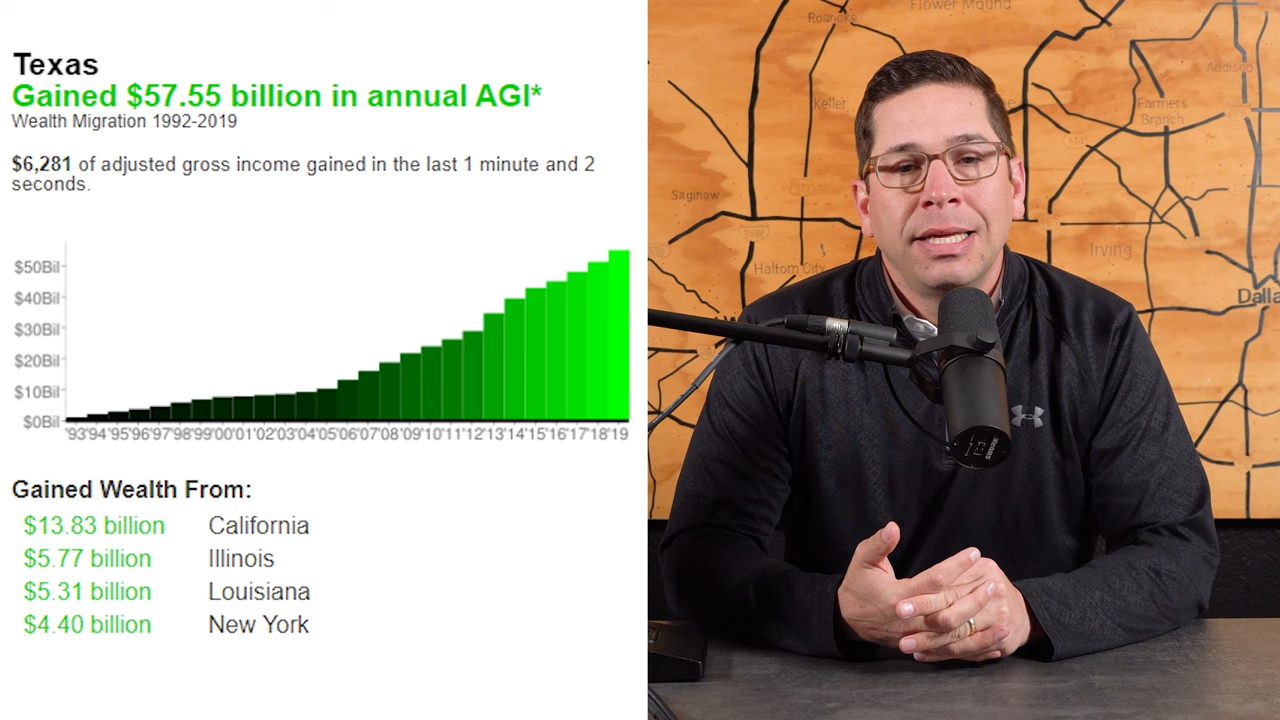 Texas
Gained $57.55 billion in annual AGI*
Wealth Migration 1992-2019
$6,281 of adjusted gross income gained in the last 1 minute and 2
seconds.
$50Bil
$40Bil
$30Bil
$20Bil
$10Bil
$0Bil
'93'94'95'96'97'98'99'00'01'02'03'04'05'06'07'08'09'10'11'12'13'14'15'16'17'18'19
Gained Wealth From:
$13.83 billion California
$5.77 billion Illinois
$5.31 billion Louisiana
$4.40 billion New York
Flower Mound
Roanoke
Addison
Keller
Farmers
Branch
Saginaw
Irving
Haltom City
Dalla
SHURE